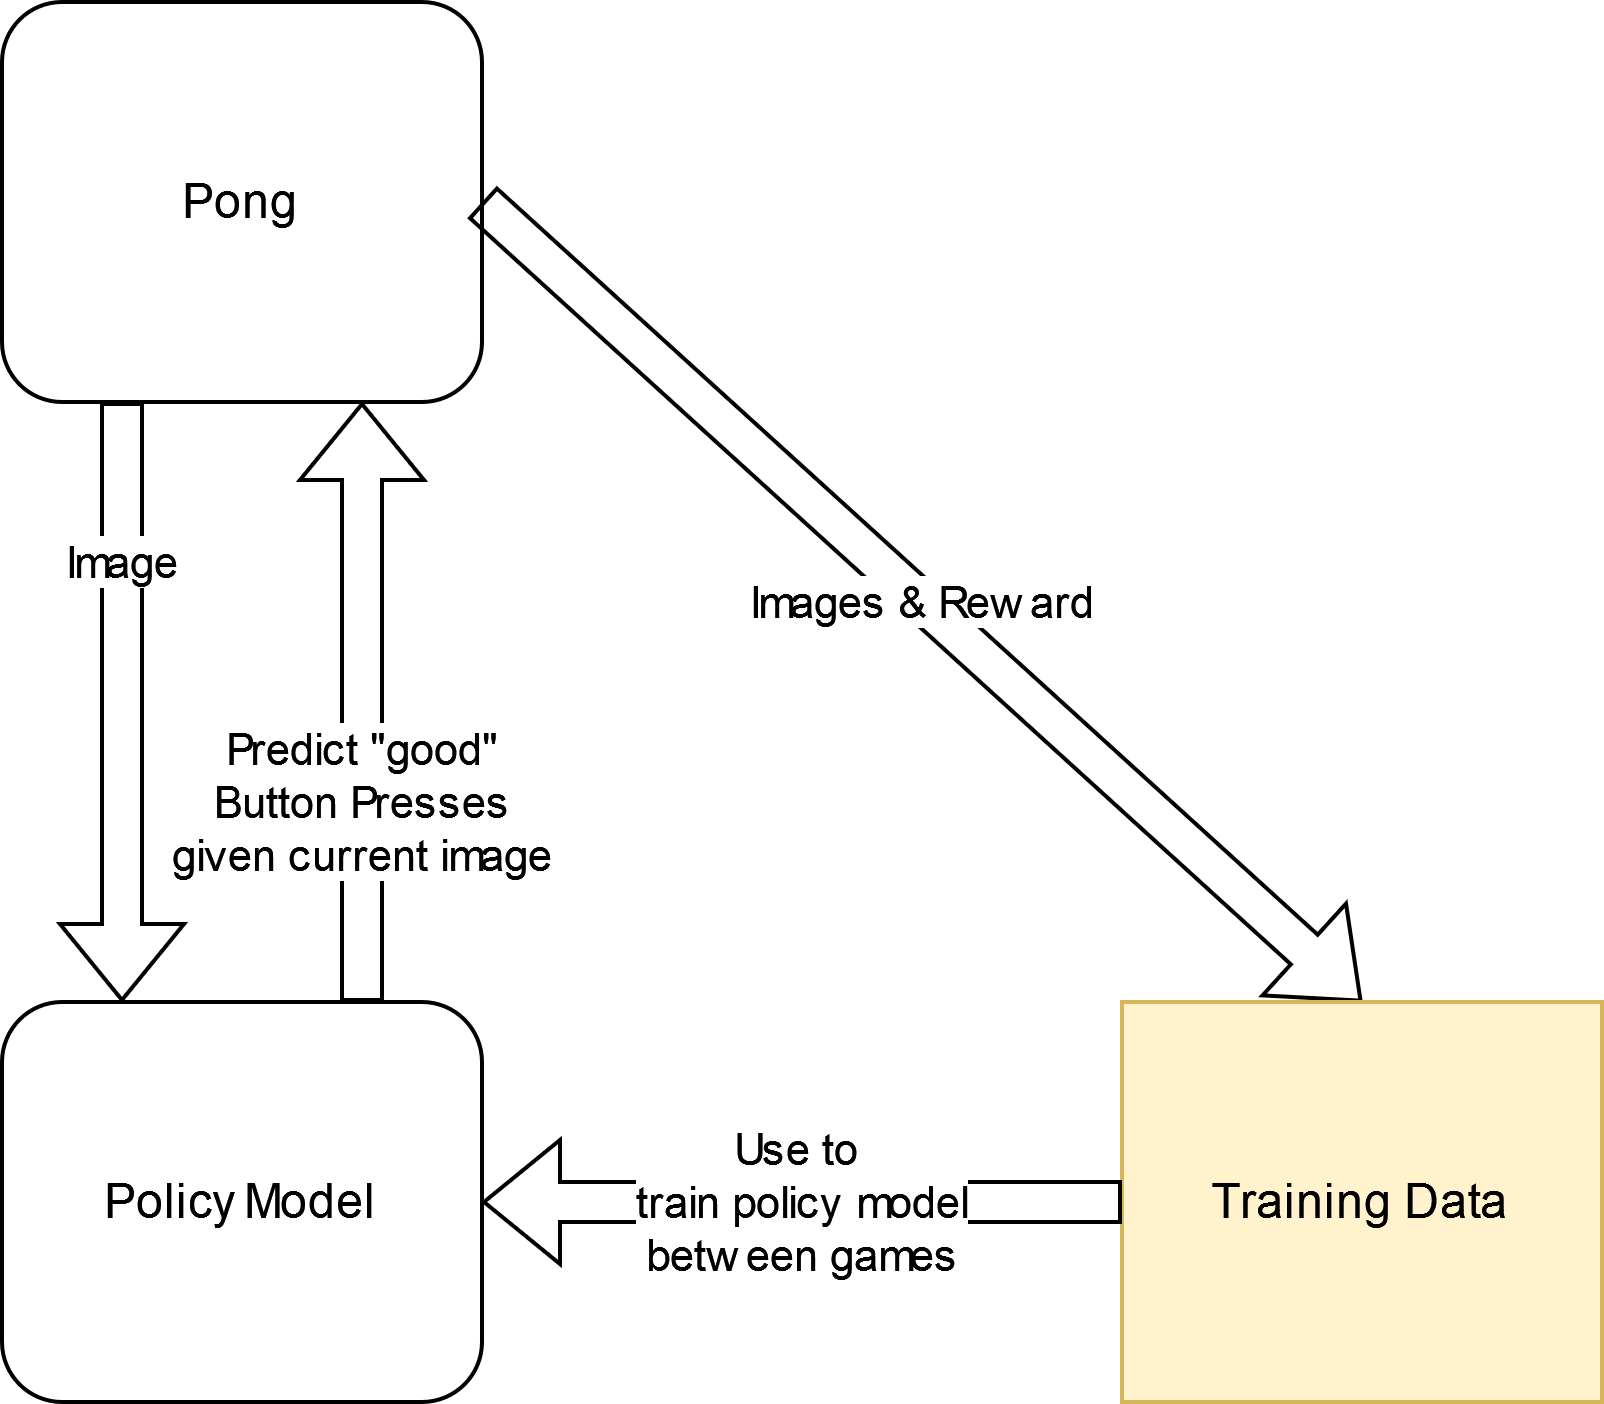 Pong
Image
Images & Reward
Predict "good"
Button Presses
given current image
Use to
train policy model
between games
Policy Model
Training Data